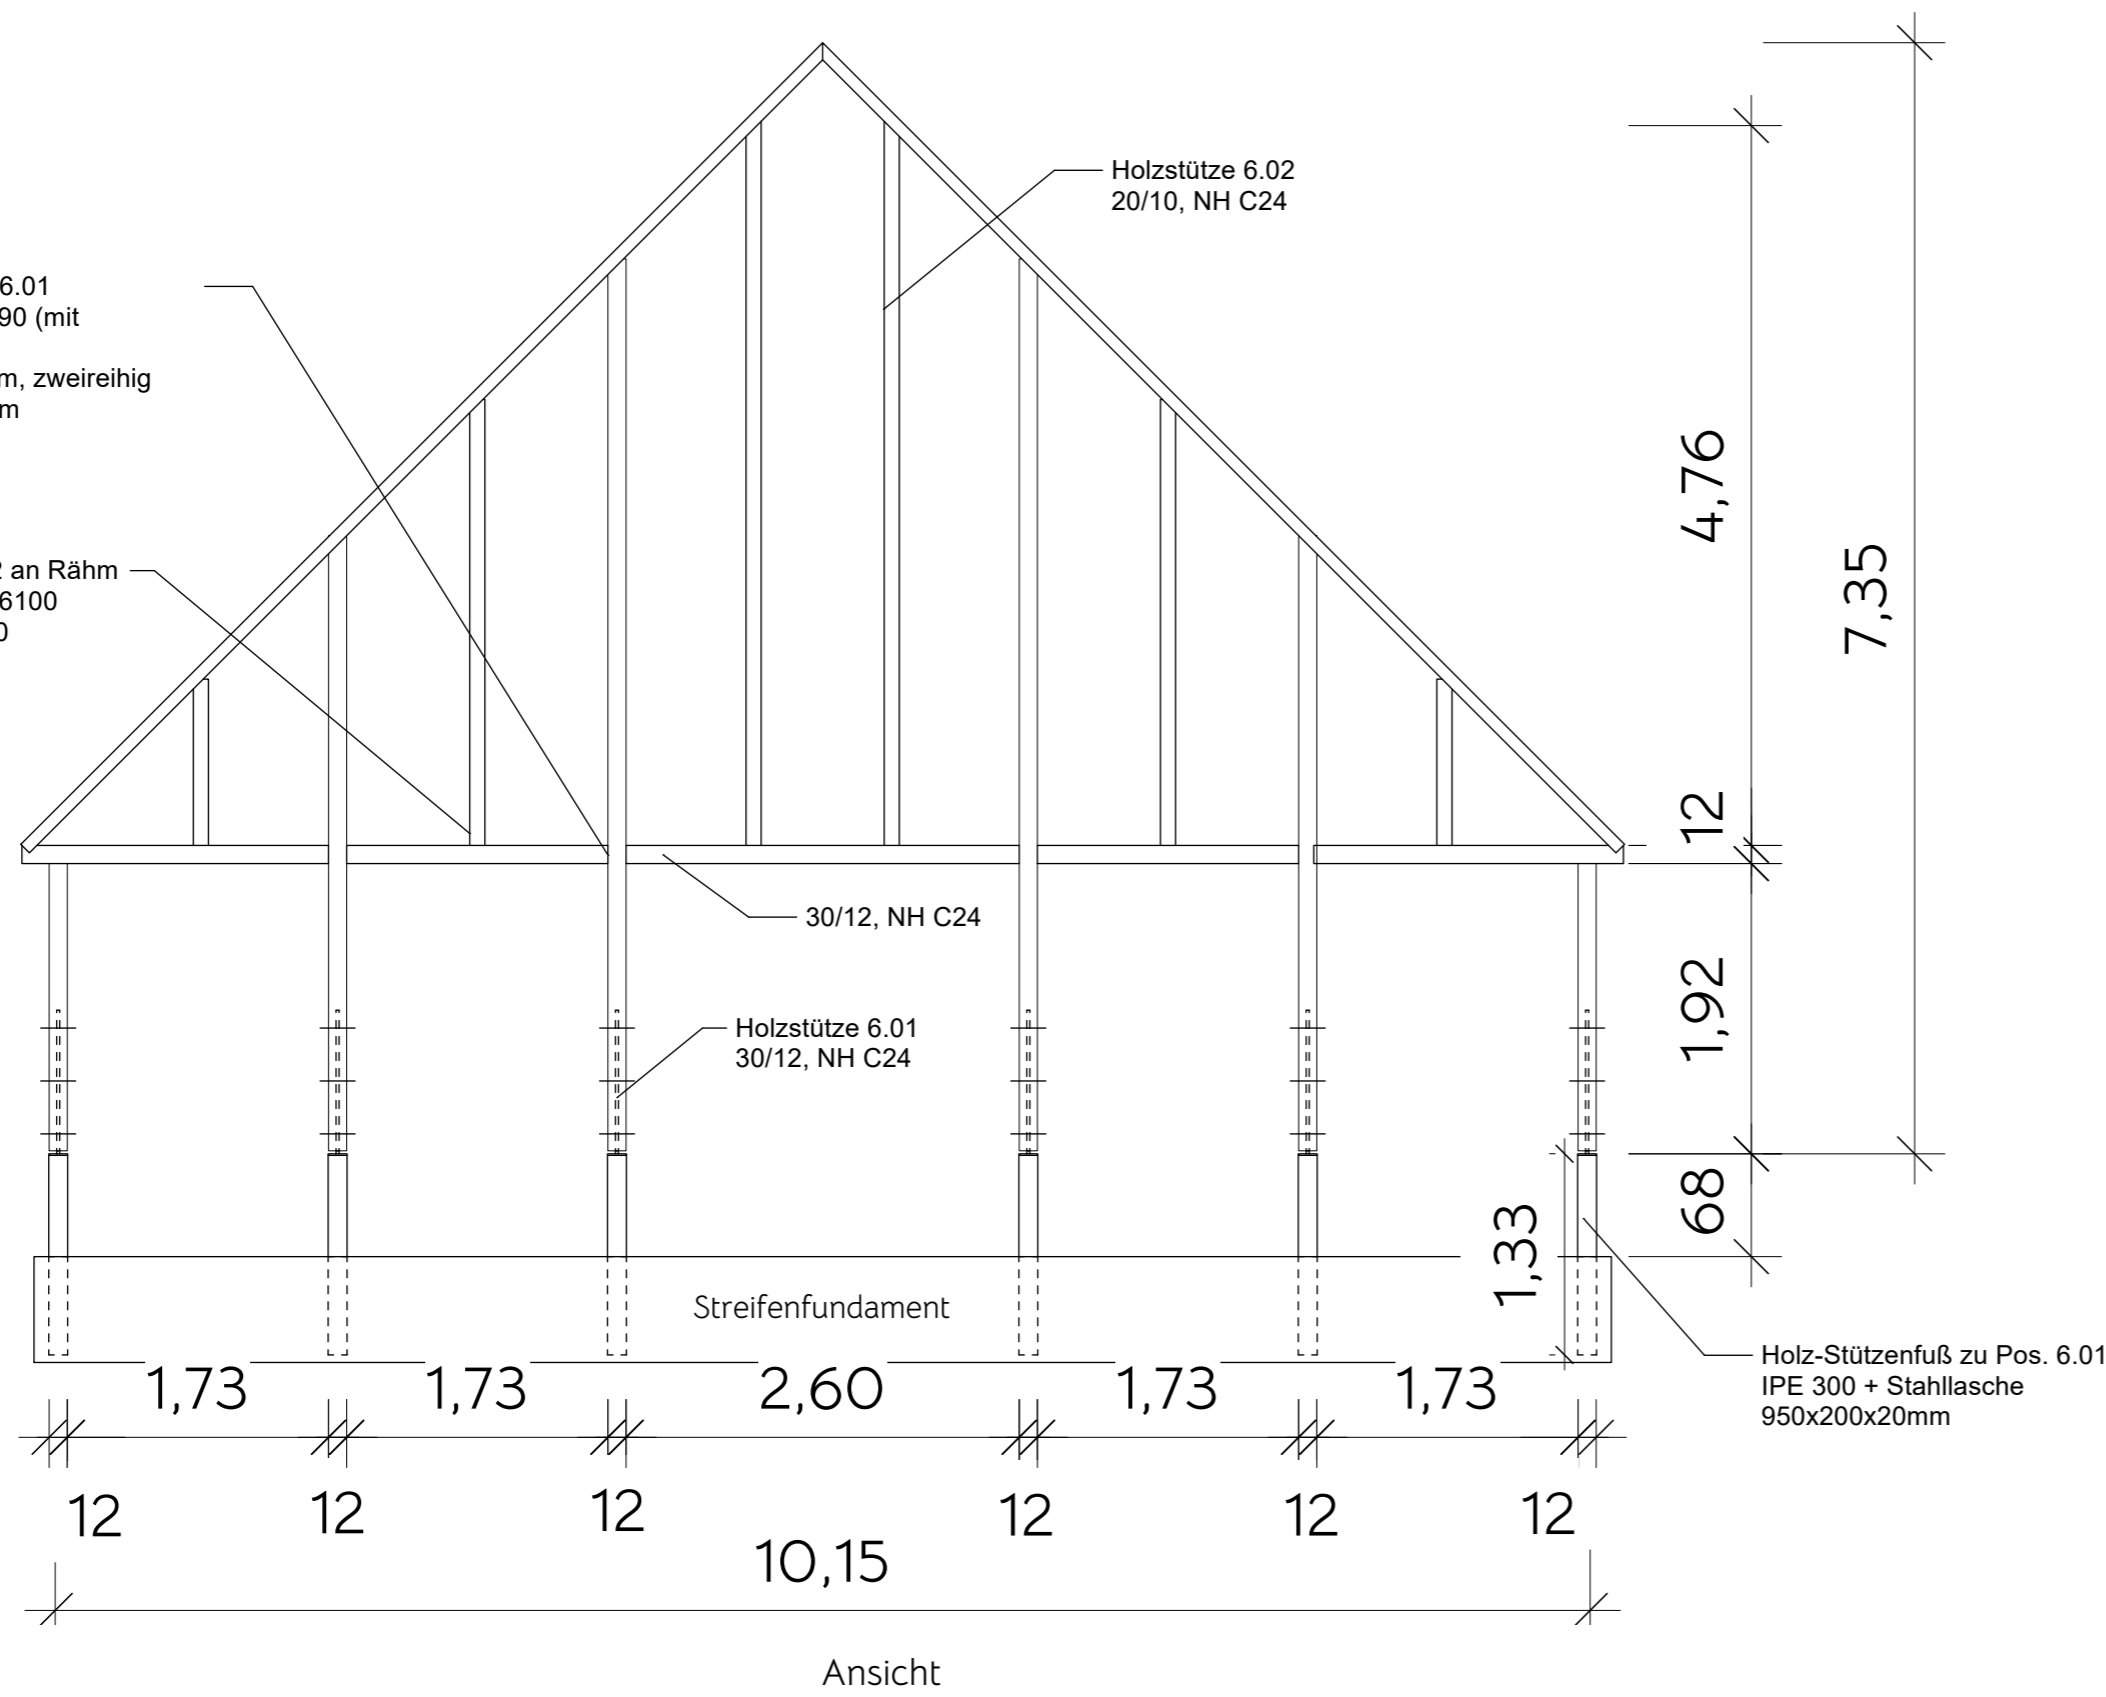 Holzstütze 6.02
20/10, NH C24
6.01
90 (mit
m, zweireihig
m
2 an Rähm
6100
0
4,76
7,35
12
30/12, NH C24
1,92
Holzstütze 6.01
30/12, NH C24
68
1,33
Streifenfundament
Holz-Stützenfuß zu Pos. 6.01
IPE 300 + Stahllasche
950x200x20mm
1,73 1,73 2,60 1,73 1,73
12 12 12 12 12 12
10,15
Ansicht